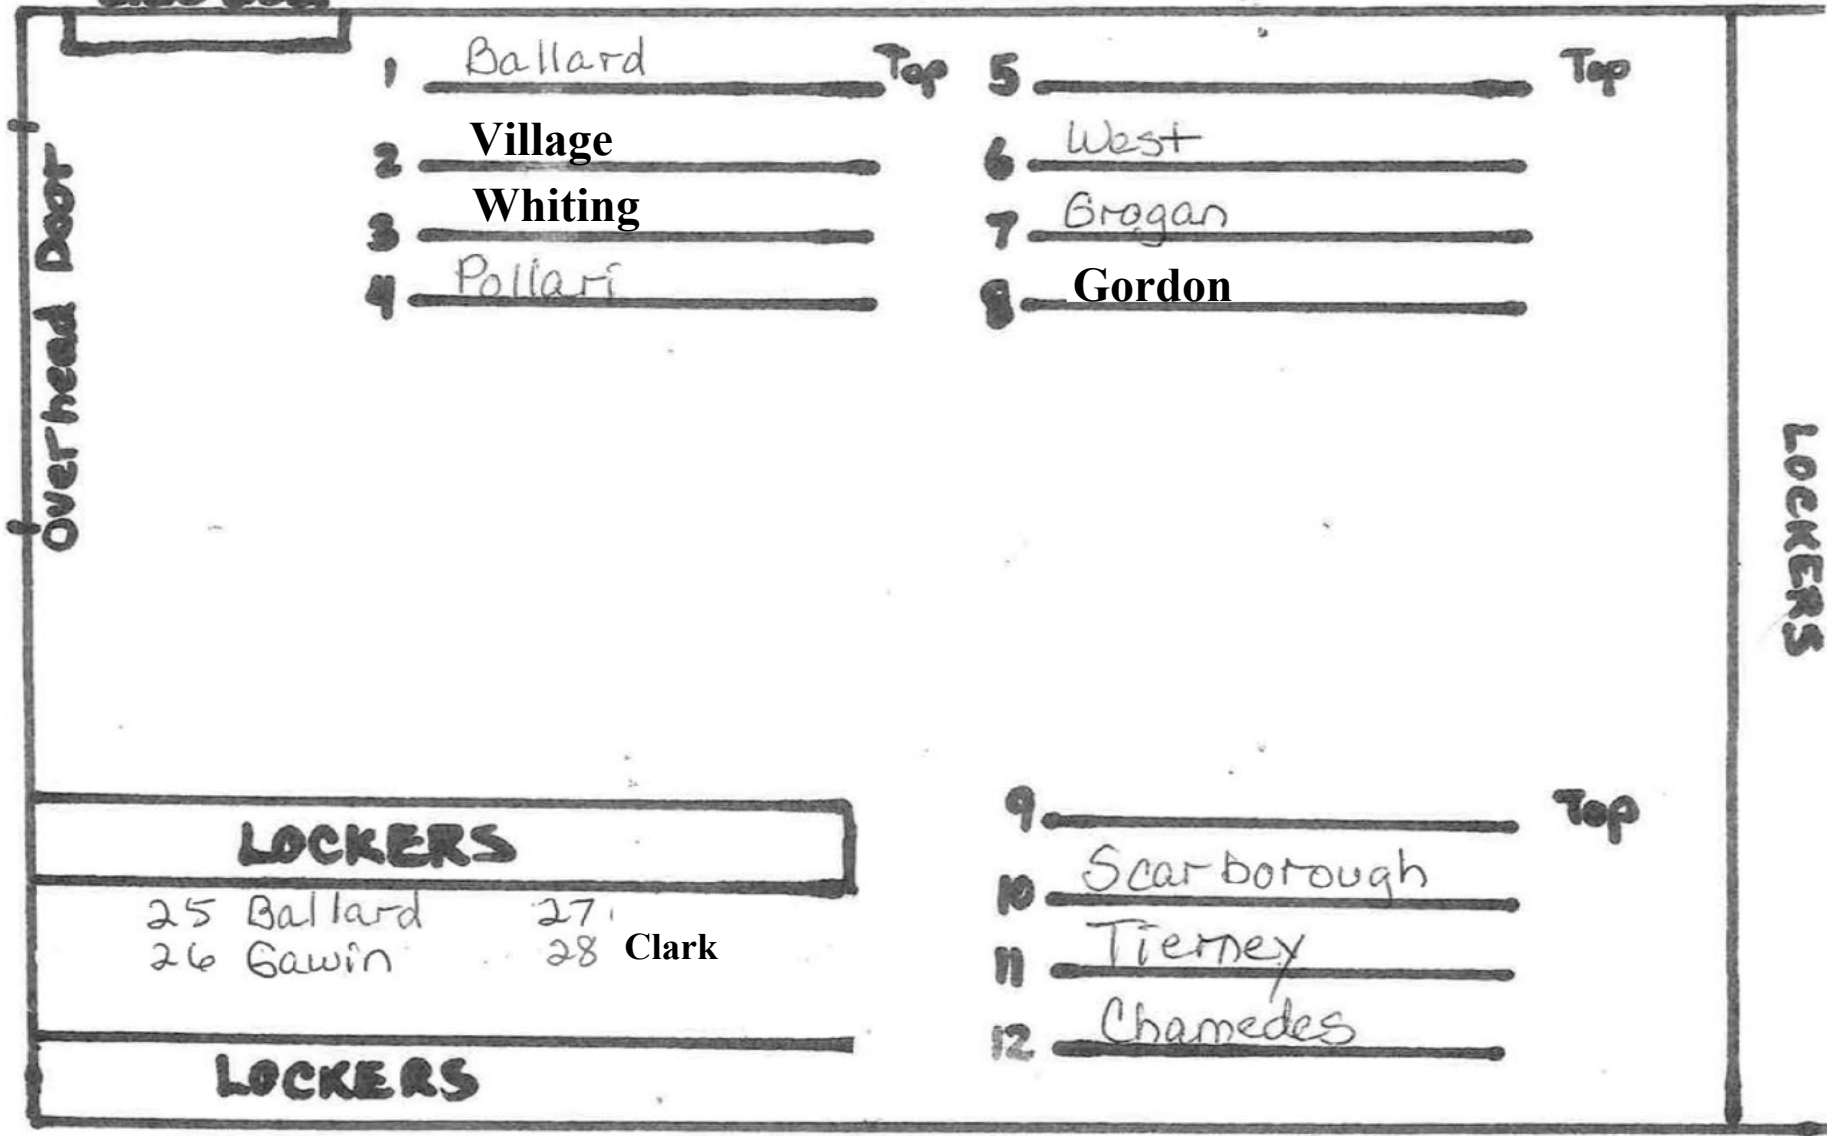 1 Ballard Top
2 Village
3 Whiting
4 Pollari
5 Top
6 West
7 Grogan
8 Gordon
Overhead Door
LOCKERS
LOCKERS
25 Ballard 27
26 Gawin 28 Clark
LOCKERS
9 Top
10 Scarborough
11 Tierney
12 Chamedes